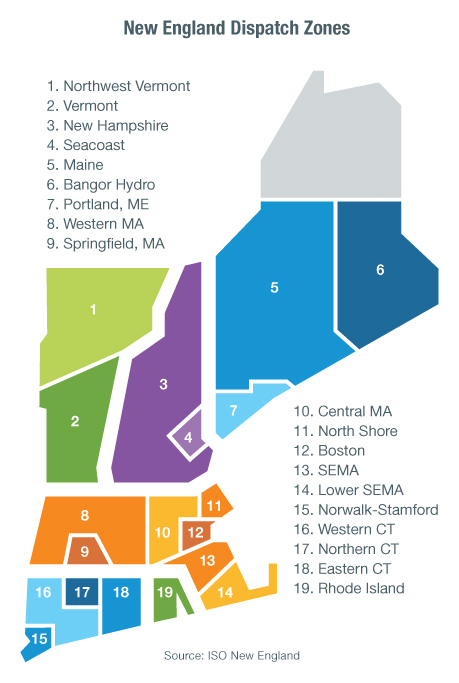 New England Dispatch Zones
1. Northwest Vermont
2. Vermont
3. New Hampshire
4. Seacoast
5. Maine
6. Bangor Hydro
7. Portland, ME
8. Western MA
9. Springfield, MA
1
2
3
4
5
6
7
10. Central MA
11. North Shore
12. Boston
13. SEMA
14. Lower SEMA
15. Norwalk-Stamford
16. Western CT
17. Northern CT
18. Eastern CT
19. Rhode Island
8
9
10
11
12
13
14
15
16
17
18
19
Source: ISO New England